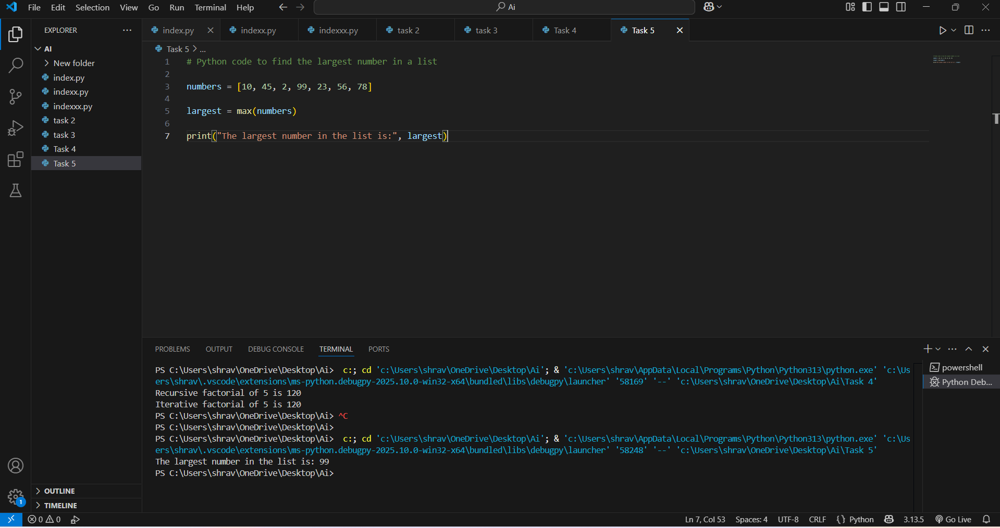 File Edit Selection View Go Run Terminal Help
Ai
EXPLORER
index.py
indexx.py
indexxx.py
task 2
task 3
Task 4
Task 5
AI
New folder
index.py
indexx.py
indexxx.py
task 2
task 3
Task 4
Task 5
Task 5 > ...
1 # Python code to find the largest number in a list
2
3 numbers = [10, 45, 2, 99, 23, 56, 78]
4
5 largest = max(numbers)
6
7 print("The largest number in the list is:", largest)
PROBLEMS OUTPUT DEBUG CONSOLE TERMINAL PORTS
PS C:\Users\shrav\OneDrive\Desktop\Ai>  c:; cd 'c:\Users\shrav\OneDrive\Desktop\Ai'; & 'c:\Users\shrav\AppData\Local\Programs\Python\Python313\python.exe' 'c:\Us
ers\shrav\.vscode\extensions\ms-python.debugpy-2025.10.0-win32-x64\bundled\libs\debugpy\launcher' '58169' '--' 'c:\Users\shrav\OneDrive\Desktop\Ai\Task 4'
Recursive factorial of 5 is 120
Iterative factorial of 5 is 120
PS C:\Users\shrav\OneDrive\Desktop\Ai> ^C
PS C:\Users\shrav\OneDrive\Desktop\Ai>
PS C:\Users\shrav\OneDrive\Desktop\Ai>  c:; cd 'c:\Users\shrav\OneDrive\Desktop\Ai'; & 'c:\Users\shrav\AppData\Local\Programs\Python\Python313\python.exe' 'c:\Us
ers\shrav\.vscode\extensions\ms-python.debugpy-2025.10.0-win32-x64\bundled\libs\debugpy\launcher' '58248' '--' 'c:\Users\shrav\OneDrive\Desktop\Ai\Task 5'
The largest number in the list is: 99
PS C:\Users\shrav\OneDrive\Desktop\Ai>
powershell
Python Deb...
OUTLINE
TIMELINE
1
0 0
Ln 7, Col 53 Spaces: 4 UTF-8 CRLF {} Python 3.13.5 Go Live